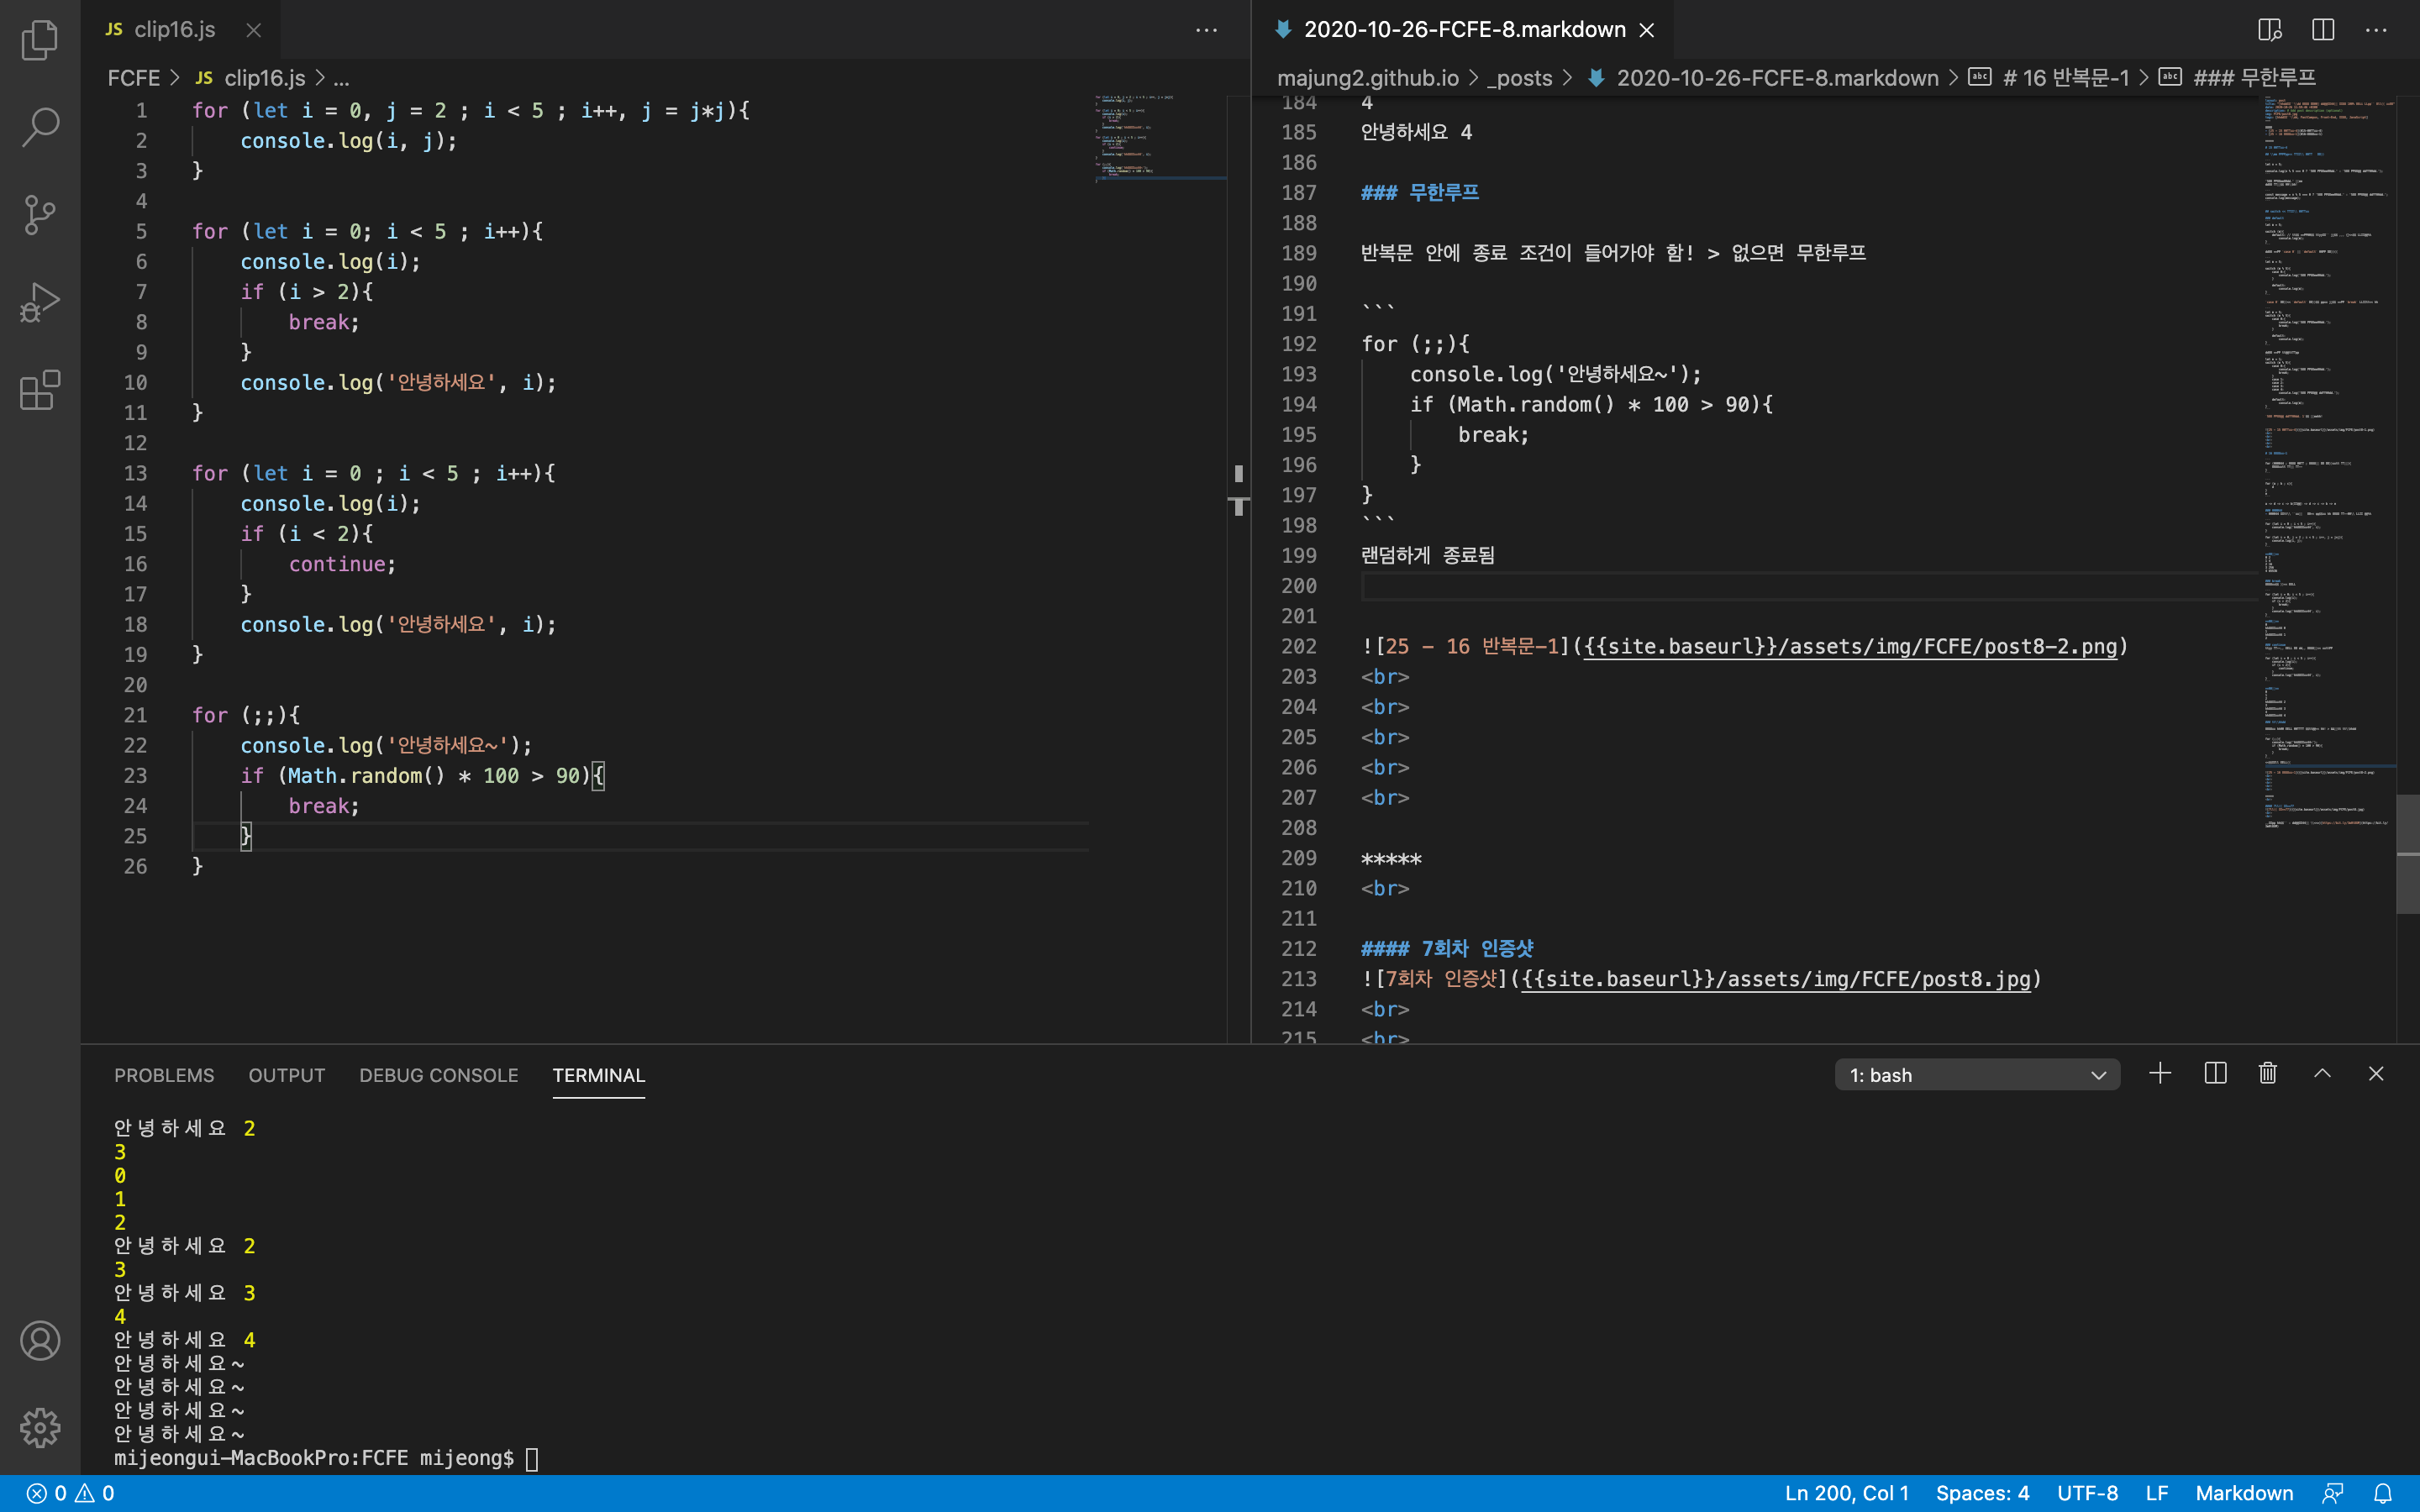 JS clip16.js
FCFE > JS clip16.js > ...
1 for (let i = 0, j = 2 ; i < 5 ; i++, j = j*j){
2 console.log(i, j);
3 }
4
5 for (let i = 0; i < 5 ; i++){
6 console.log(i);
7 if (i > 2){
8 break;
9 }
10 console.log('안녕하세요', i);
11 }
12
13 for (let i = 0 ; i < 5 ; i++){
14 console.log(i);
15 if (i < 2){
16 continue;
17 }
18 console.log('안녕하세요', i);
19 }
20
21 for (;;){
22 console.log('안녕하세요~');
23 if (Math.random() * 100 > 90){
24 break;
25 }
26 }
2020-10-26-FCFE-8.markdown
majung2.github.io > _posts > 2020-10-26-FCFE-8.markdown > # 16 반복문-1 > ### 무한루프
184 4
185 안녕하세요 4
186
187 ### 무한루프
188
189 반복문 안에 종료 조건이 들어가야 함! > 없으면 무한루프
190
191 ```
192 for (;;){
193 console.log('안녕하세요~');
194 if (Math.random() * 100 > 90){
195 break;
196 }
197 }
198 ```
199 랜덤하게 종료됨
200
201
202 ![25 - 16 반복문-1]({{site.baseurl}}/assets/img/FCFE/post8-2.png)
203 <br>
204 <br>
205 <br>
206 <br>
207 <br>
208
209 *****
210 <br>
211
212 #### 7회차 인증샷
213 ![7회차 인증샷]({{site.baseurl}}/assets/img/FCFE/post8.jpg)
214 <br>
215 <br>
PROBLEMS OUTPUT DEBUG CONSOLE TERMINAL
1: bash
안녕하세요 2
3
0
1
2
안녕하세요 2
3
안녕하세요 3
4
안녕하세요 4
안녕하세요~
안녕하세요~
안녕하세요~
안녕하세요~
mijeongui-MacBookPro:FCFE mijeong$
0 0
Ln 200, Col 1 Spaces: 4 UTF-8 LF Markdown